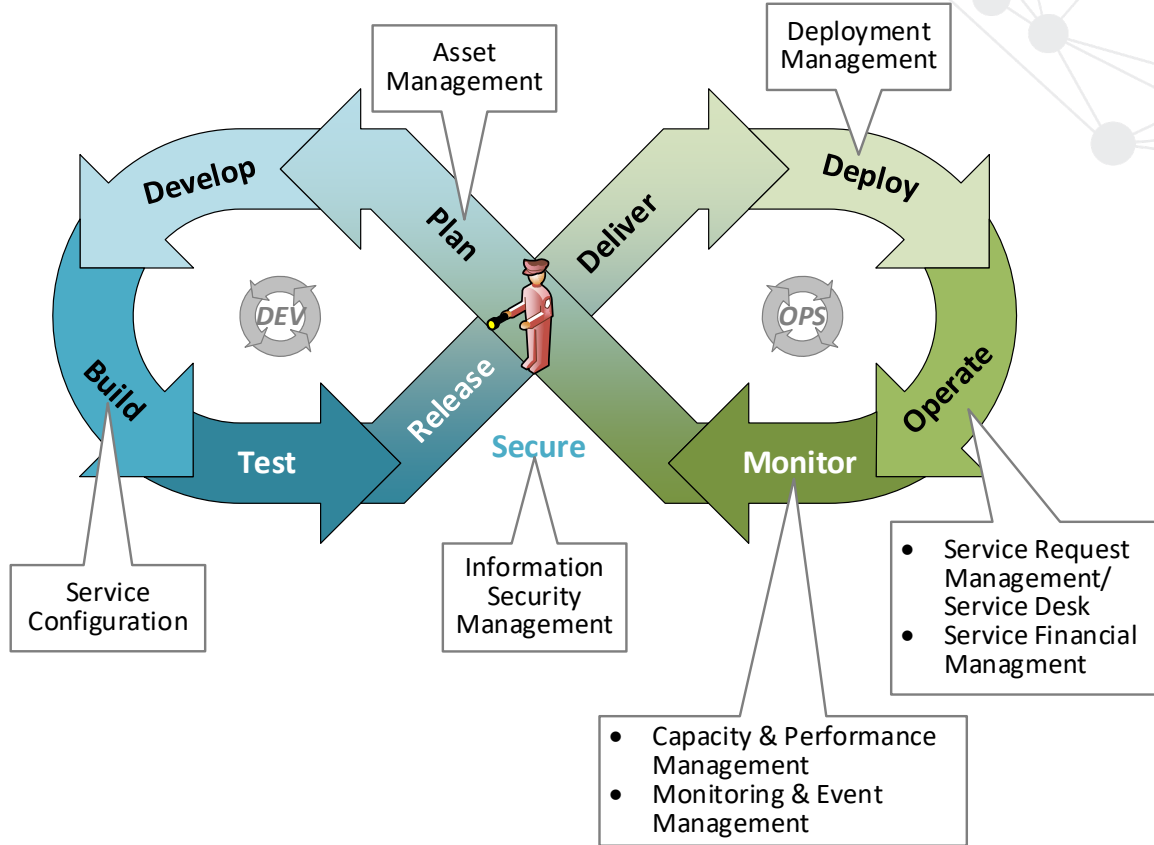 Asset
Management
Deployment
Management
Develop
Plan
Deliver
Deploy
DEV
OPS
Build
Release
Operate
Test
Secure
Monitor
Service
Configuration
Information
Security
Management
• Service Request
Management/
Service Desk
• Service Financial
Managment
• Capacity & Performance
Management
• Monitoring & Event
Management